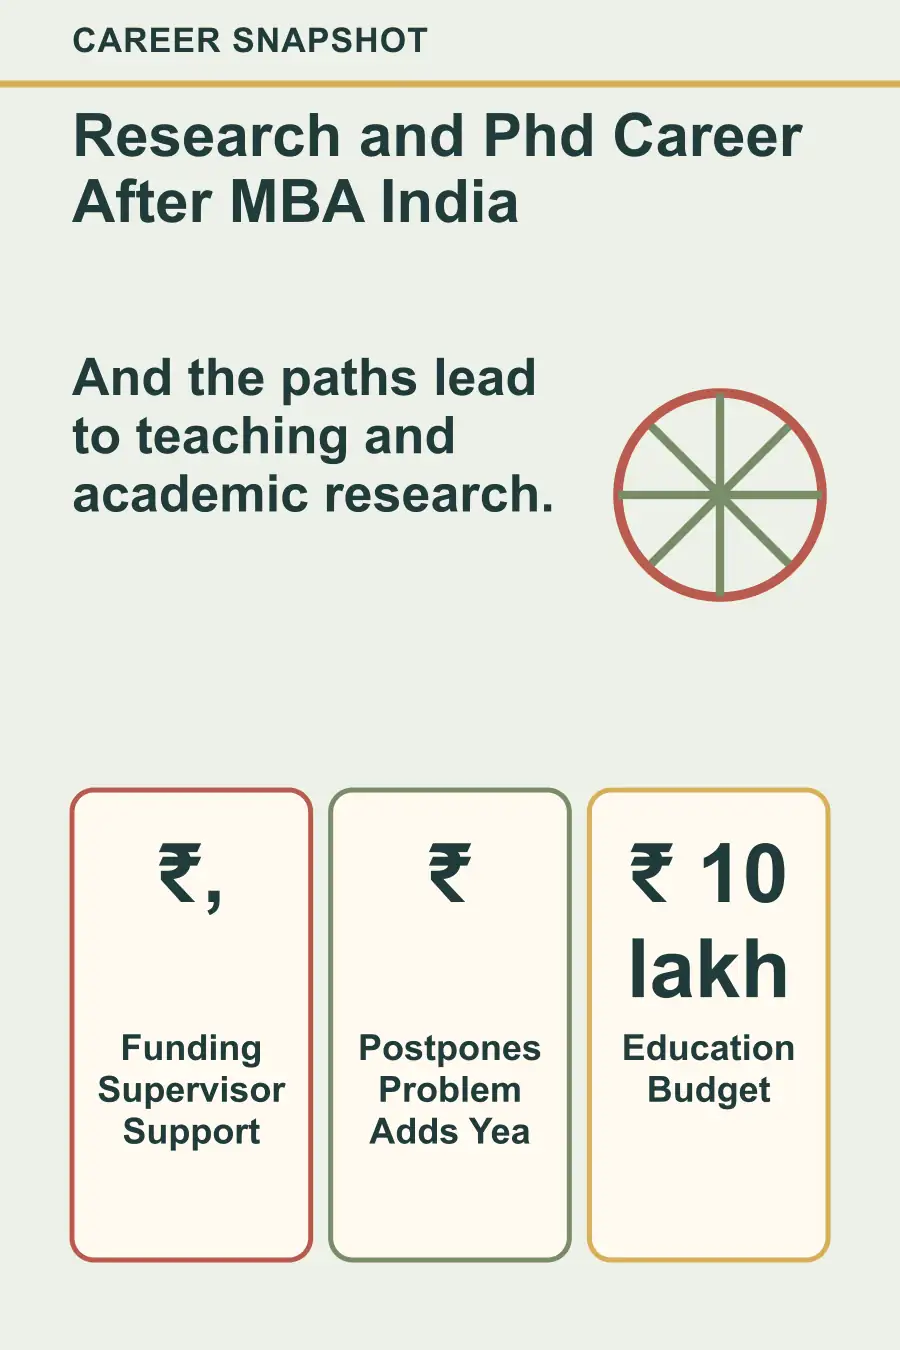 CAREER SNAPSHOT
Research and Phd Career
After MBA India
And the paths lead
to teaching and
academic research.
₹,
Funding
Supervisor
Support
₹
Postpones
Problem
Adds Yea
₹ 10
lakh
Education
Budget